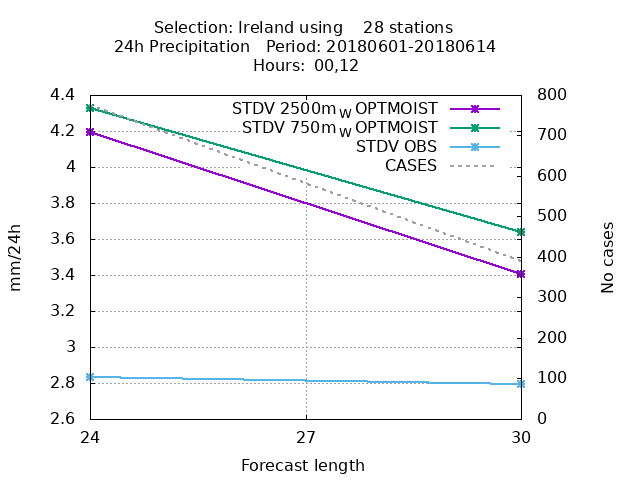 Selection: Ireland using 28 stations
24h Precipitation Period: 20180601-20180614
Hours: 00,12
STDV 2500m W OPTMOIST
STDV 750m W OPTMOIST
STDV OBS
CASES
4.4
4.2
4
3.8
3.6
3.4
3.2
3
2.8
2.6
mm/24h
800
700
600
500
400
300
200
100
0
No cases
24 27 30
Forecast length